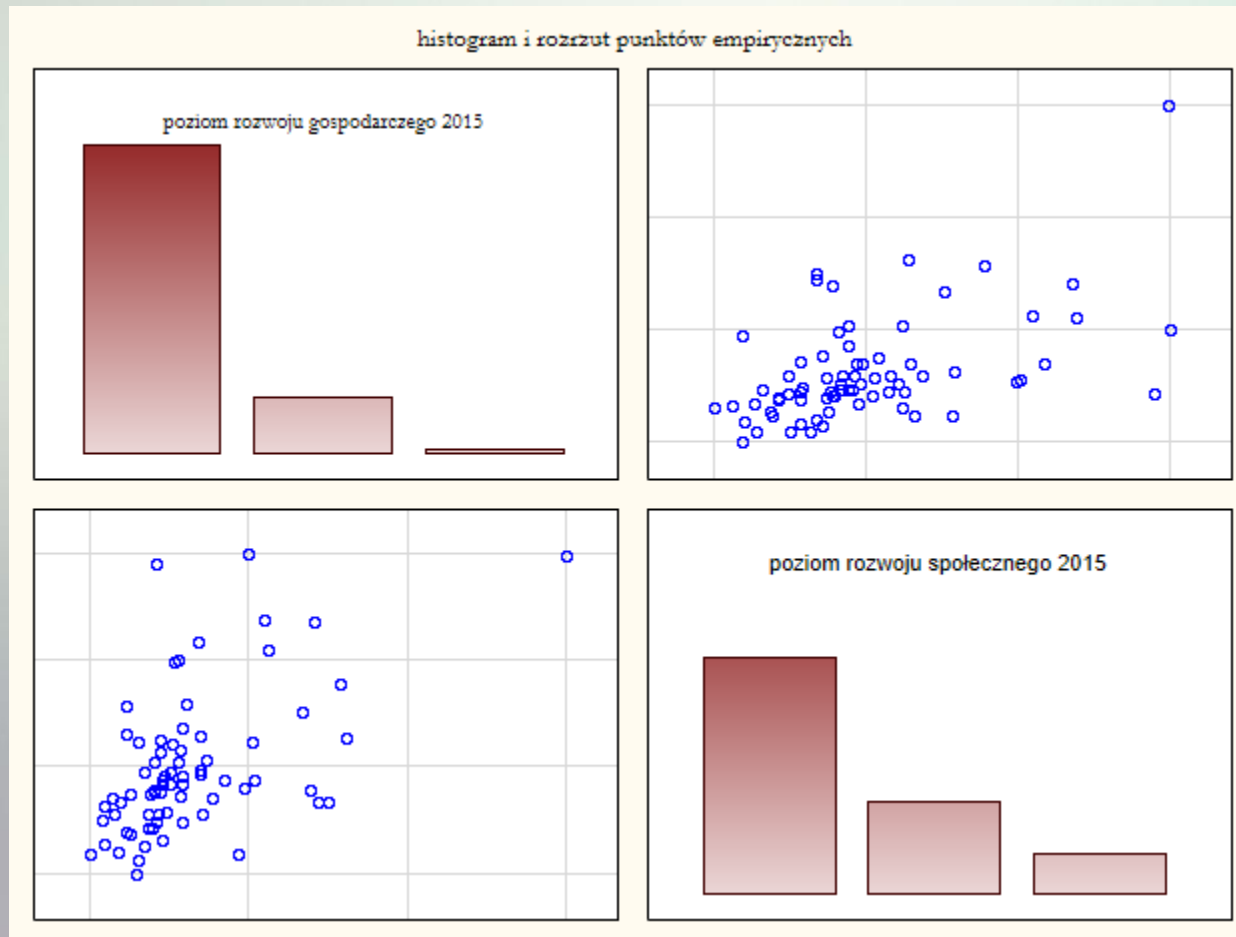 histogram i rozrzut punktów empirycznych
poziom rozwoju gospodarczego 2015
poziom rozwoju społecznego 2015